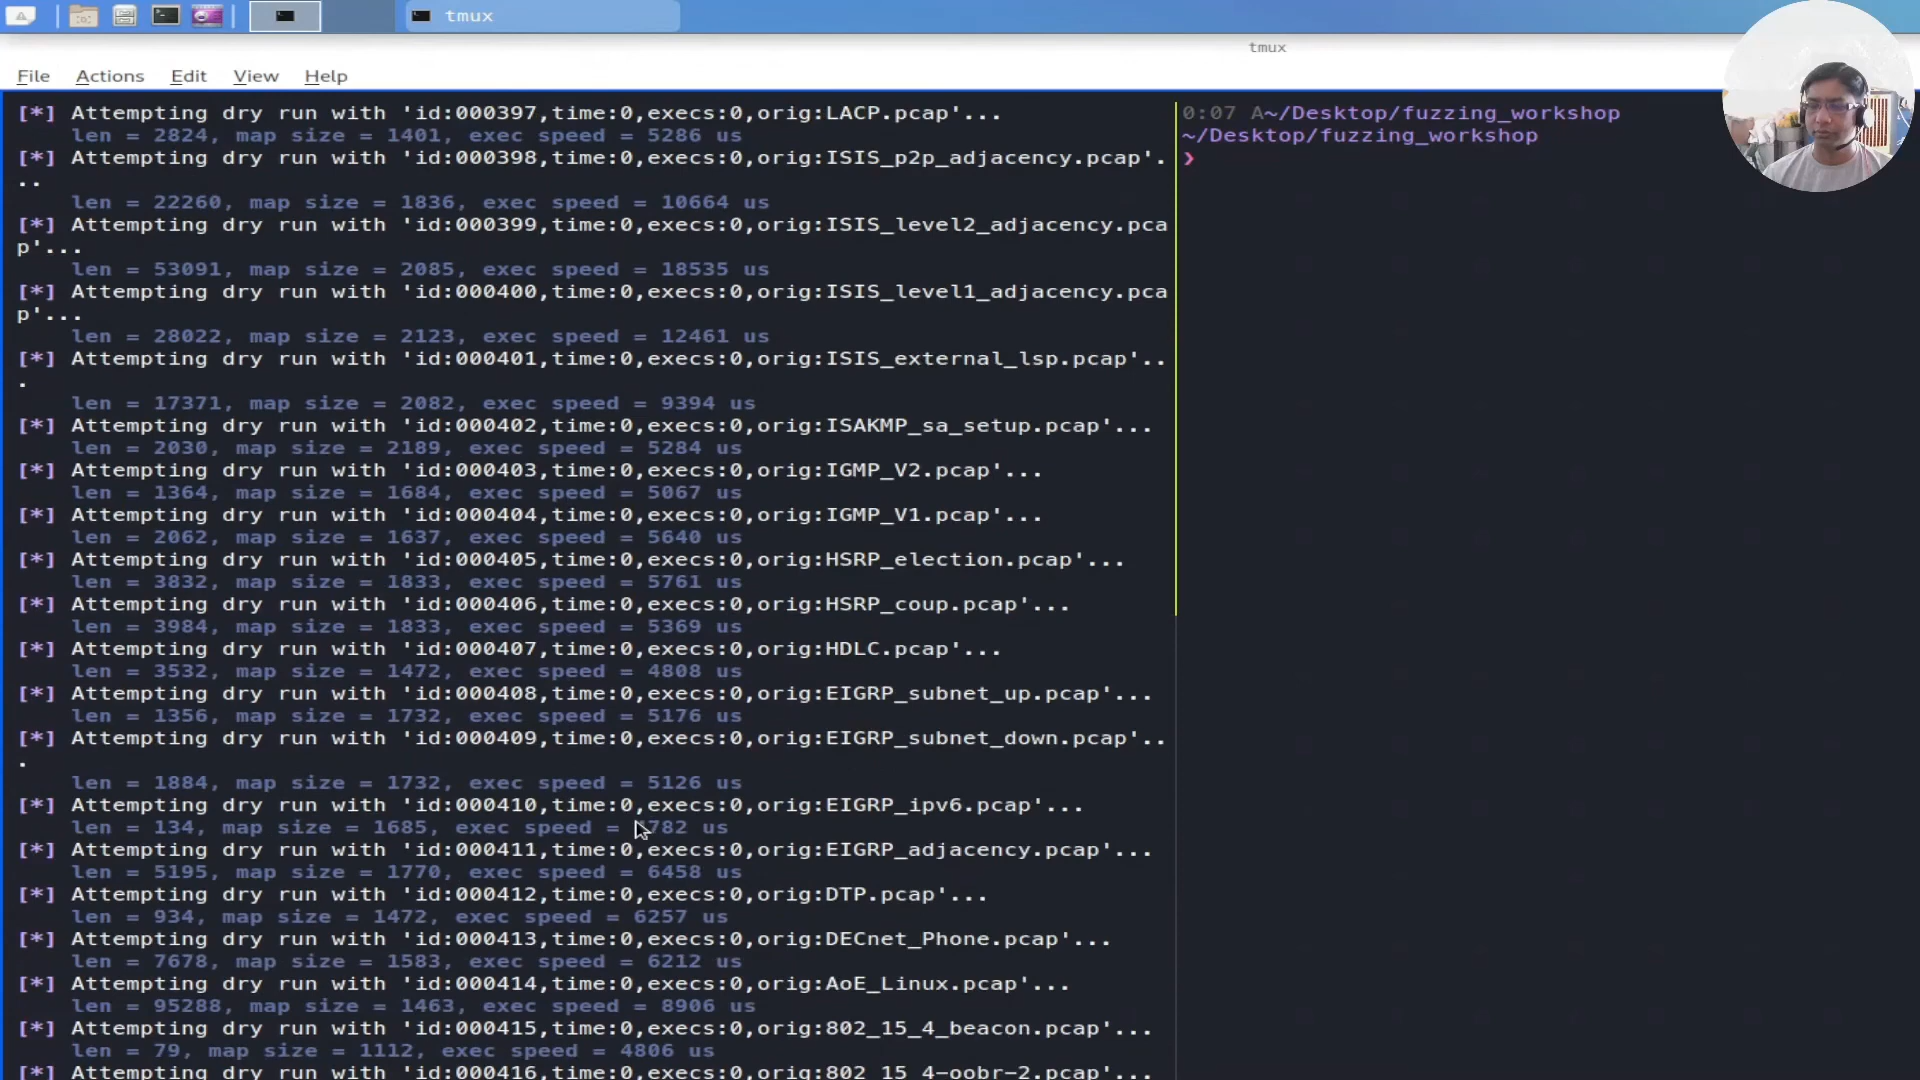 tmux
tmux
File Actions Edit View Help
[*] Attempting dry run with 'id:000397,time:0,execs:0,orig:LACP.pcap'...
len = 2824, map size = 1401, exec speed = 5286 us
[*] Attempting dry run with 'id:000398,time:0,execs:0,orig:ISIS_p2p_adjacency.pcap'.
..
len = 22260, map size = 1836, exec speed = 10664 us
[*] Attempting dry run with 'id:000399,time:0,execs:0,orig:ISIS_level2_adjacency.pca
p'...
len = 53091, map size = 2085, exec speed = 18535 us
[*] Attempting dry run with 'id:000400,time:0,execs:0,orig:ISIS_level1_adjacency.pca
p'...
len = 28022, map size = 2123, exec speed = 12461 us
[*] Attempting dry run with 'id:000401,time:0,execs:0,orig:ISIS_external_lsp.pcap'..
.
len = 17371, map size = 2082, exec speed = 9394 us
[*] Attempting dry run with 'id:000402,time:0,execs:0,orig:ISAKMP_sa_setup.pcap'...
len = 2030, map size = 2189, exec speed = 5284 us
[*] Attempting dry run with 'id:000403,time:0,execs:0,orig:IGMP_V2.pcap'...
len = 1364, map size = 1684, exec speed = 5067 us
[*] Attempting dry run with 'id:000404,time:0,execs:0,orig:IGMP_V1.pcap'...
len = 2062, map size = 1637, exec speed = 5640 us
[*] Attempting dry run with 'id:000405,time:0,execs:0,orig:HSRP_election.pcap'...
len = 3832, map size = 1833, exec speed = 5761 us
[*] Attempting dry run with 'id:000406,time:0,execs:0,orig:HSRP_coup.pcap'...
len = 3984, map size = 1833, exec speed = 5369 us
[*] Attempting dry run with 'id:000407,time:0,execs:0,orig:HDLC.pcap'...
len = 3532, map size = 1472, exec speed = 4808 us
[*] Attempting dry run with 'id:000408,time:0,execs:0,orig:EIGRP_subnet_up.pcap'...
len = 1356, map size = 1732, exec speed = 5176 us
[*] Attempting dry run with 'id:000409,time:0,execs:0,orig:EIGRP_subnet_down.pcap'..
.
len = 1884, map size = 1732, exec speed = 5126 us
[*] Attempting dry run with 'id:000410,time:0,execs:0,orig:EIGRP_ipv6.pcap'...
len = 134, map size = 1685, exec speed = us
[*] Attempting dry run with 'id:000411,time:0,execs:0,orig:EIGRP_adjacency.pcap'...
len = 5195, map size = 1770, exec speed = 6458 us
[*] Attempting dry run with 'id:000412,time:0,execs:0,orig:DTP.pcap'...
len = 934, map size = 1472, exec speed = 6257 us
[*] Attempting dry run with 'id:000413,time:0,execs:0,orig:DECnet_Phone.pcap'...
len = 7678, map size = 1583, exec speed = 6212 us
[*] Attempting dry run with 'id:000414,time:0,execs:0,orig:AoE_Linux.pcap'...
len = 95288, map size = 1463, exec speed = 8906 us
[*] Attempting dry run with 'id:000415,time:0,execs:0,orig:802_15_4_beacon.pcap'...
len = 79, map size = 1112, exec speed = 4806 us
[*] Attempting dry run with 'id:000416,time:0,execs:0,orig:802_15_4-oobr-2.pcap'...
0:07 A~/Desktop/fuzzing_workshop
~/Desktop/fuzzing_workshop
❯